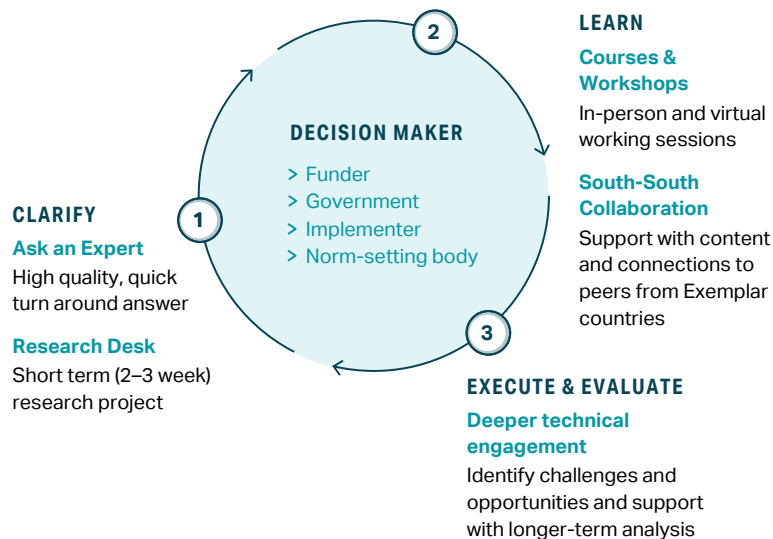 1
CLARIFY
Ask an Expert
High quality, quick
turn around answer
Research Desk
Short term (2–3 week)
research project
DECISION MAKER
> Funder
> Government
> Implementer
> Norm-setting body
2
LEARN
Courses &
Workshops
In-person and virtual
working sessions
South-South
Collaboration
Support with content
and connections to
peers from Exemplar
countries
3
EXECUTE & EVALUATE
Deeper technical
engagement
Identify challenges and
opportunities and support
with longer-term analysis